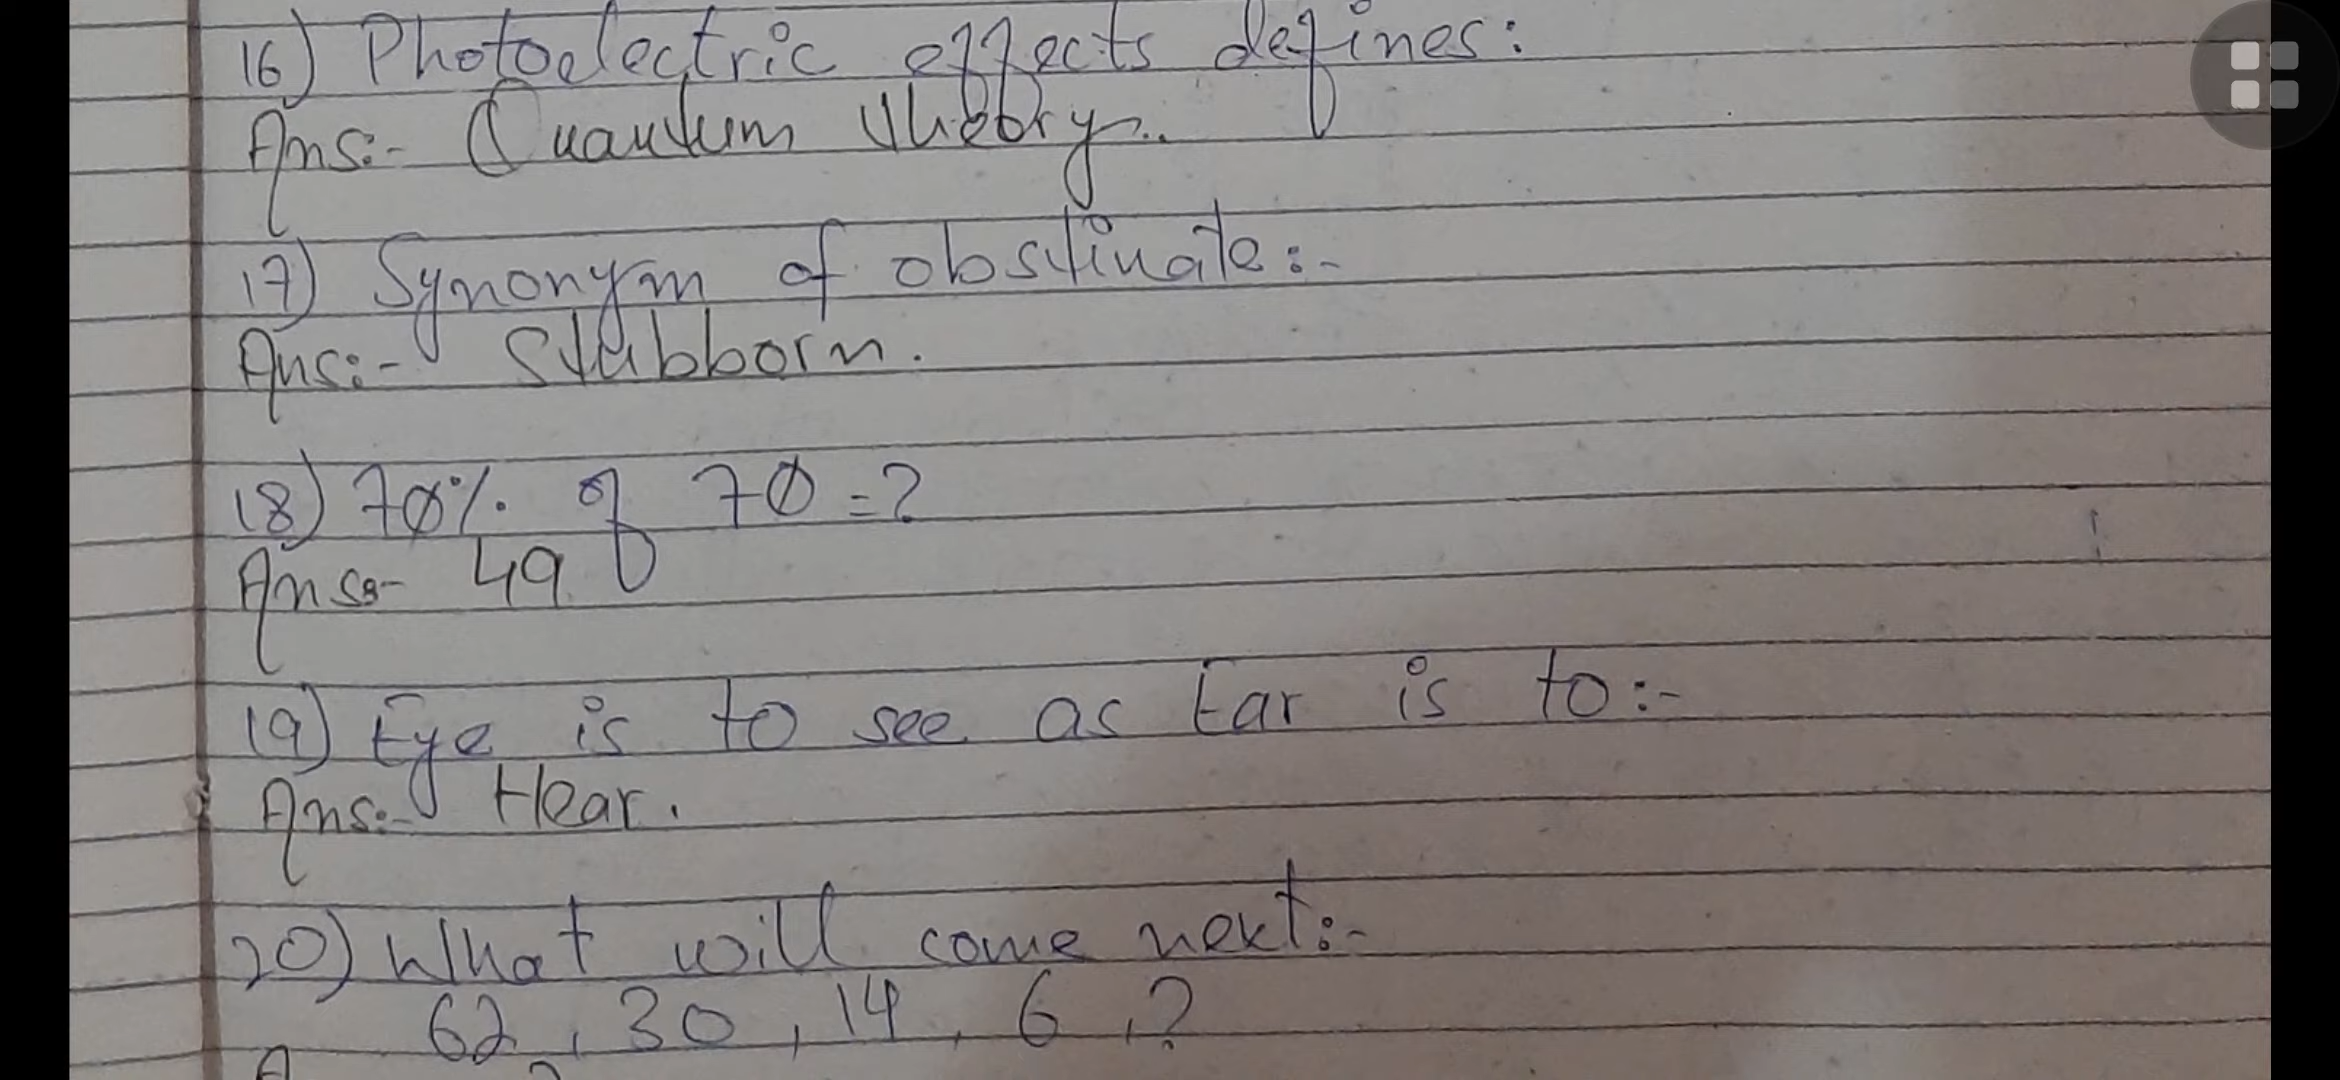 16) Photoelectric effects defines:
Ans:- Quantum theory..
17) Synonym of obstinate:-
Ans:- Stubborn.
18) 70% of 70 = ?
Ans:- 49
19) Eye is to see as Ear is to:-
Ans:- Hear.
20) What will come next:-
62, 30, 14, 6, ?